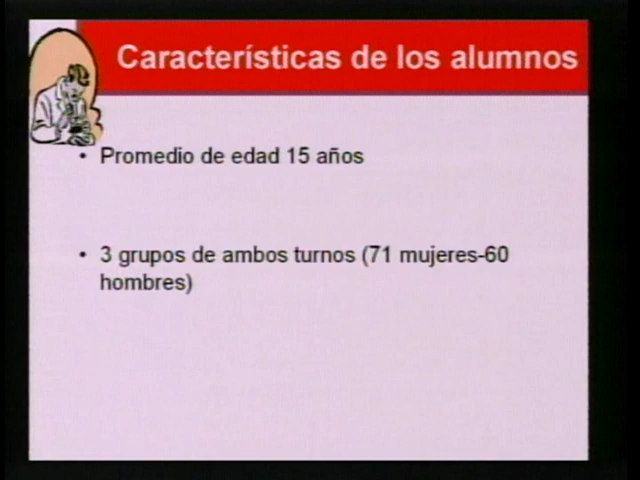 Características de los alumnos
• Promedio de edad 15 años
• 3 grupos de ambos turnos (71 mujeres-60
hombres)